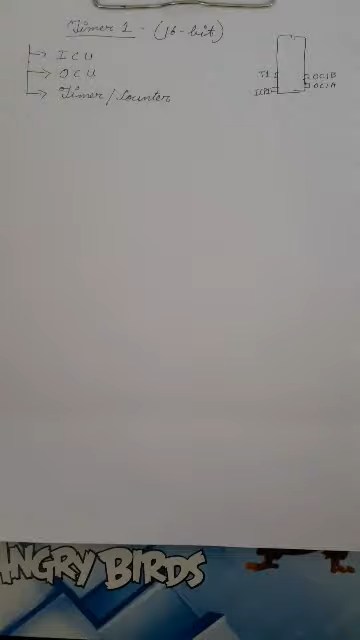 Timer 1 - (16-bit)
ICU
OCU
Timer/Counter
T1
ICP1
OC1B
OC1A
ANGRY BIRDS